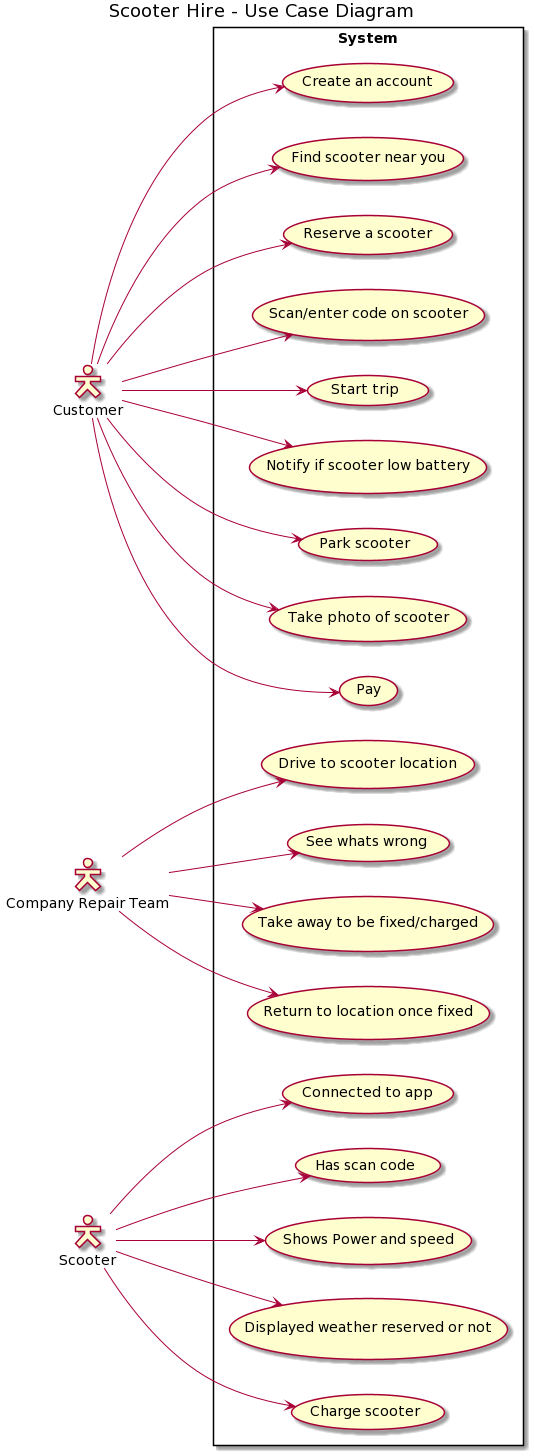 Scooter Hire - Use Case Diagram
System
Create an account
Find scooter near you
Reserve a scooter
Scan/enter code on scooter
Start trip
Customer
Notify if scooter low battery
Park scooter
Take photo of scooter
Pay
Drive to scooter location
See whats wrong
Company Repair Team
Take away to be fixed/charged
Return to location once fixed
Connected to app
Has scan code
Shows Power and speed
Scooter
Displayed weather reserved or not
Charge scooter